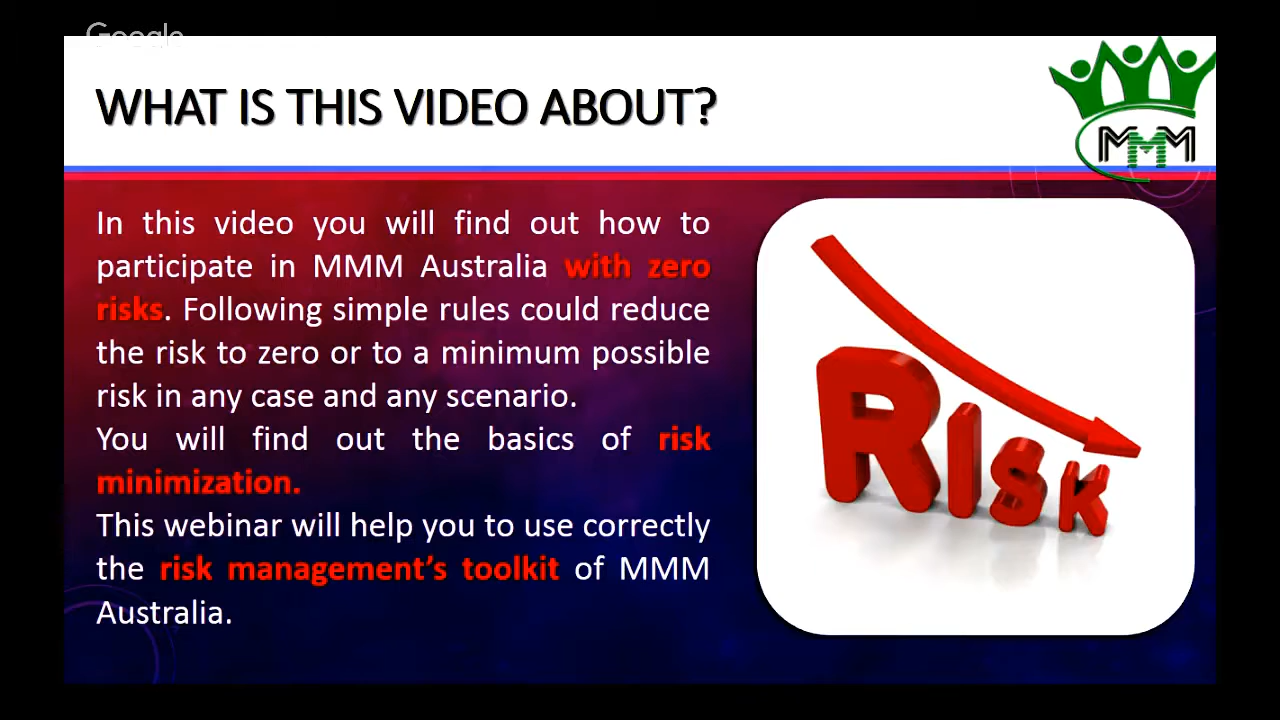 Google
WHAT IS THIS VIDEO ABOUT?
MMM
In this video you will find out how to
participate in MMM Australia with zero
risks. Following simple rules could reduce
the risk to zero or to a minimum possible
risk in any case and any scenario.
You will find out the basics of risk
minimization.
This webinar will help you to use correctly
the risk management’s toolkit of MMM
Australia.
RISK